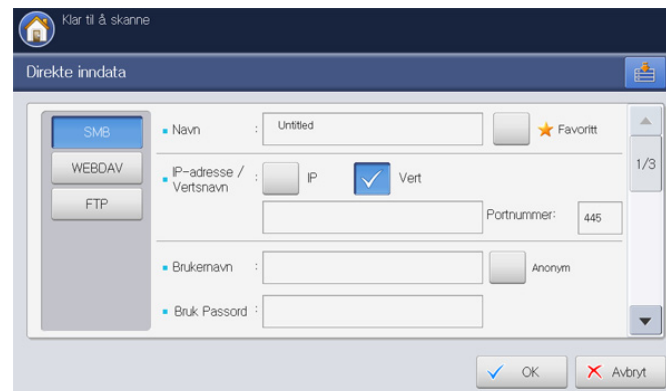 Klar til å skanne
Direkte inndata
SMB
WEBDAV
FTP
Navn : Untitled Favoritt
1/3
IP-adresse / : IP Vert
Vertsnavn
Portnummer: 445
Brukernavn : Anonym
Bruk Passord :
OK Avbryt